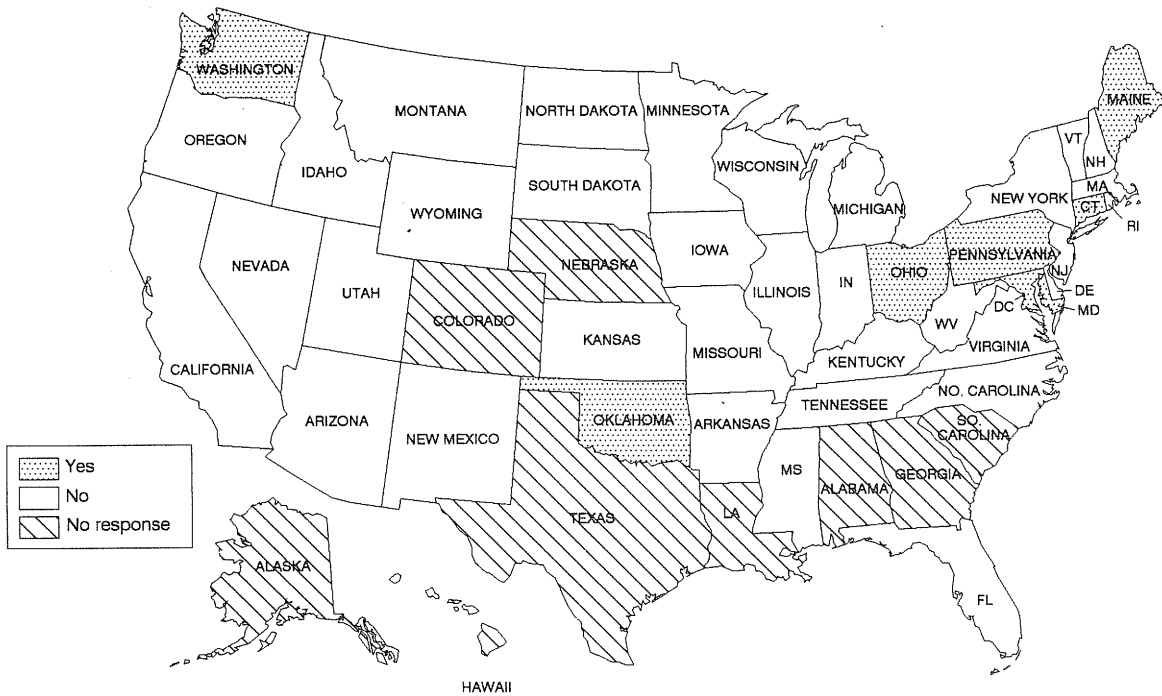 WASHINGTON
MAINE
MONTANA
NORTH DAKOTA
MINNESOTA
VT
OREGON
NH
WISCONSIN
IDAHO
SOUTH DAKOTA
MA
NEW YORK
CT
WYOMING
MICHIGAN
RI
IOWA
PENNSYLVANIA
NEVADA
NEBRASKA
OHIO
NJ
UTAH
ILLINOIS
IN
DE
COLORADO
DC
MD
WV
KANSAS
VIRGINIA
MISSOURI
KENTUCKY
CALIFORNIA
NO. CAROLINA
TENNESSEE
ARIZONA
OKLAHOMA
ARKANSAS
SO.
CAROLINA
NEW MEXICO
MS
GEORGIA
ALABAMA
LA
TEXAS
Yes
No
No response
ALASKA
FL
HAWAII